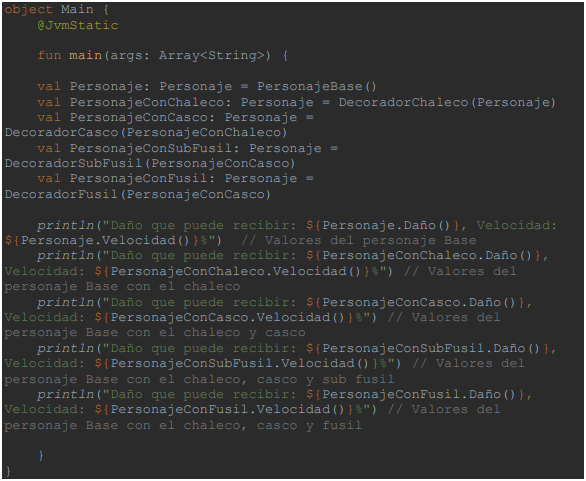 object Main {
@JvmStatic
fun main(args: Array<String>) {
val Personaje: Personaje = PersonajeBase()
val PersonajeConChaleco: Personaje = DecoradorChaleco(Personaje)
val PersonajeConCasco: Personaje =
DecoradorCasco(PersonajeConChaleco)
val PersonajeConSubFusil: Personaje =
DecoradorSubFusil(PersonajeConCasco)
val PersonajeConFusil: Personaje =
DecoradorFusil(PersonajeConCasco)
println("Daño que puede recibir: ${Personaje.Daño()}, Velocidad:
${Personaje.Velocidad()}%")  // Valores del personaje Base
println("Daño que puede recibir: ${PersonajeConChaleco.Daño()},
Velocidad: ${PersonajeConChaleco.Velocidad()}%") // Valores del
personaje Base con el chaleco
println("Daño que puede recibir: ${PersonajeConCasco.Daño()},
Velocidad: ${PersonajeConCasco.Velocidad()}%") // Valores del
personaje Base con el chaleco y casco
println("Daño que puede recibir: ${PersonajeConSubFusil.Daño()},
Velocidad: ${PersonajeConSubFusil.Velocidad()}%") // Valores del
personaje Base con el chaleco, casco y sub fusil
println("Daño que puede recibir: ${PersonajeConFusil.Daño()},
Velocidad: ${PersonajeConFusil.Velocidad()}%") // Valores del
personaje Base con el chaleco, casco y fusil
}
}